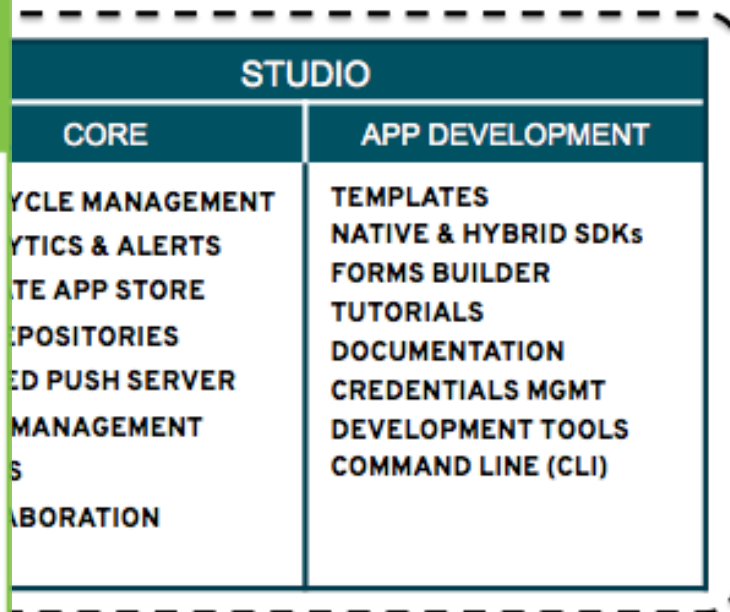 STUDIO
CORE
YCLE MANAGEMENT
YTICS & ALERTS
TE APP STORE
EPOSITORIES
ED PUSH SERVER
MANAGEMENT
S
ABORATION
APP DEVELOPMENT
TEMPLATES
NATIVE & HYBRID SDKs
FORMS BUILDER
TUTORIALS
DOCUMENTATION
CREDENTIALS MGMT
DEVELOPMENT TOOLS
COMMAND LINE (CLI)